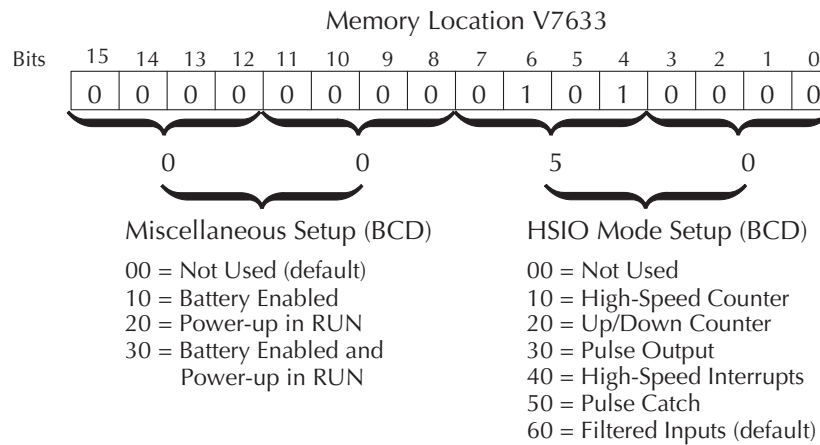 Memory Location V7633
Bits 15 14 13 12 11 10 9 8 7 6 5 4 3 2 1 0
0 0 0 0 0 0 0 0 0 1 0 1 0 0 0 0
0 0 5 0
Miscellaneous Setup (BCD)
00 = Not Used (default)
10 = Battery Enabled
20 = Power-up in RUN
30 = Battery Enabled and
Power-up in RUN
HSIO Mode Setup (BCD)
00 = Not Used
10 = High-Speed Counter
20 = Up/Down Counter
30 = Pulse Output
40 = High-Speed Interrupts
50 = Pulse Catch
60 = Filtered Inputs (default)